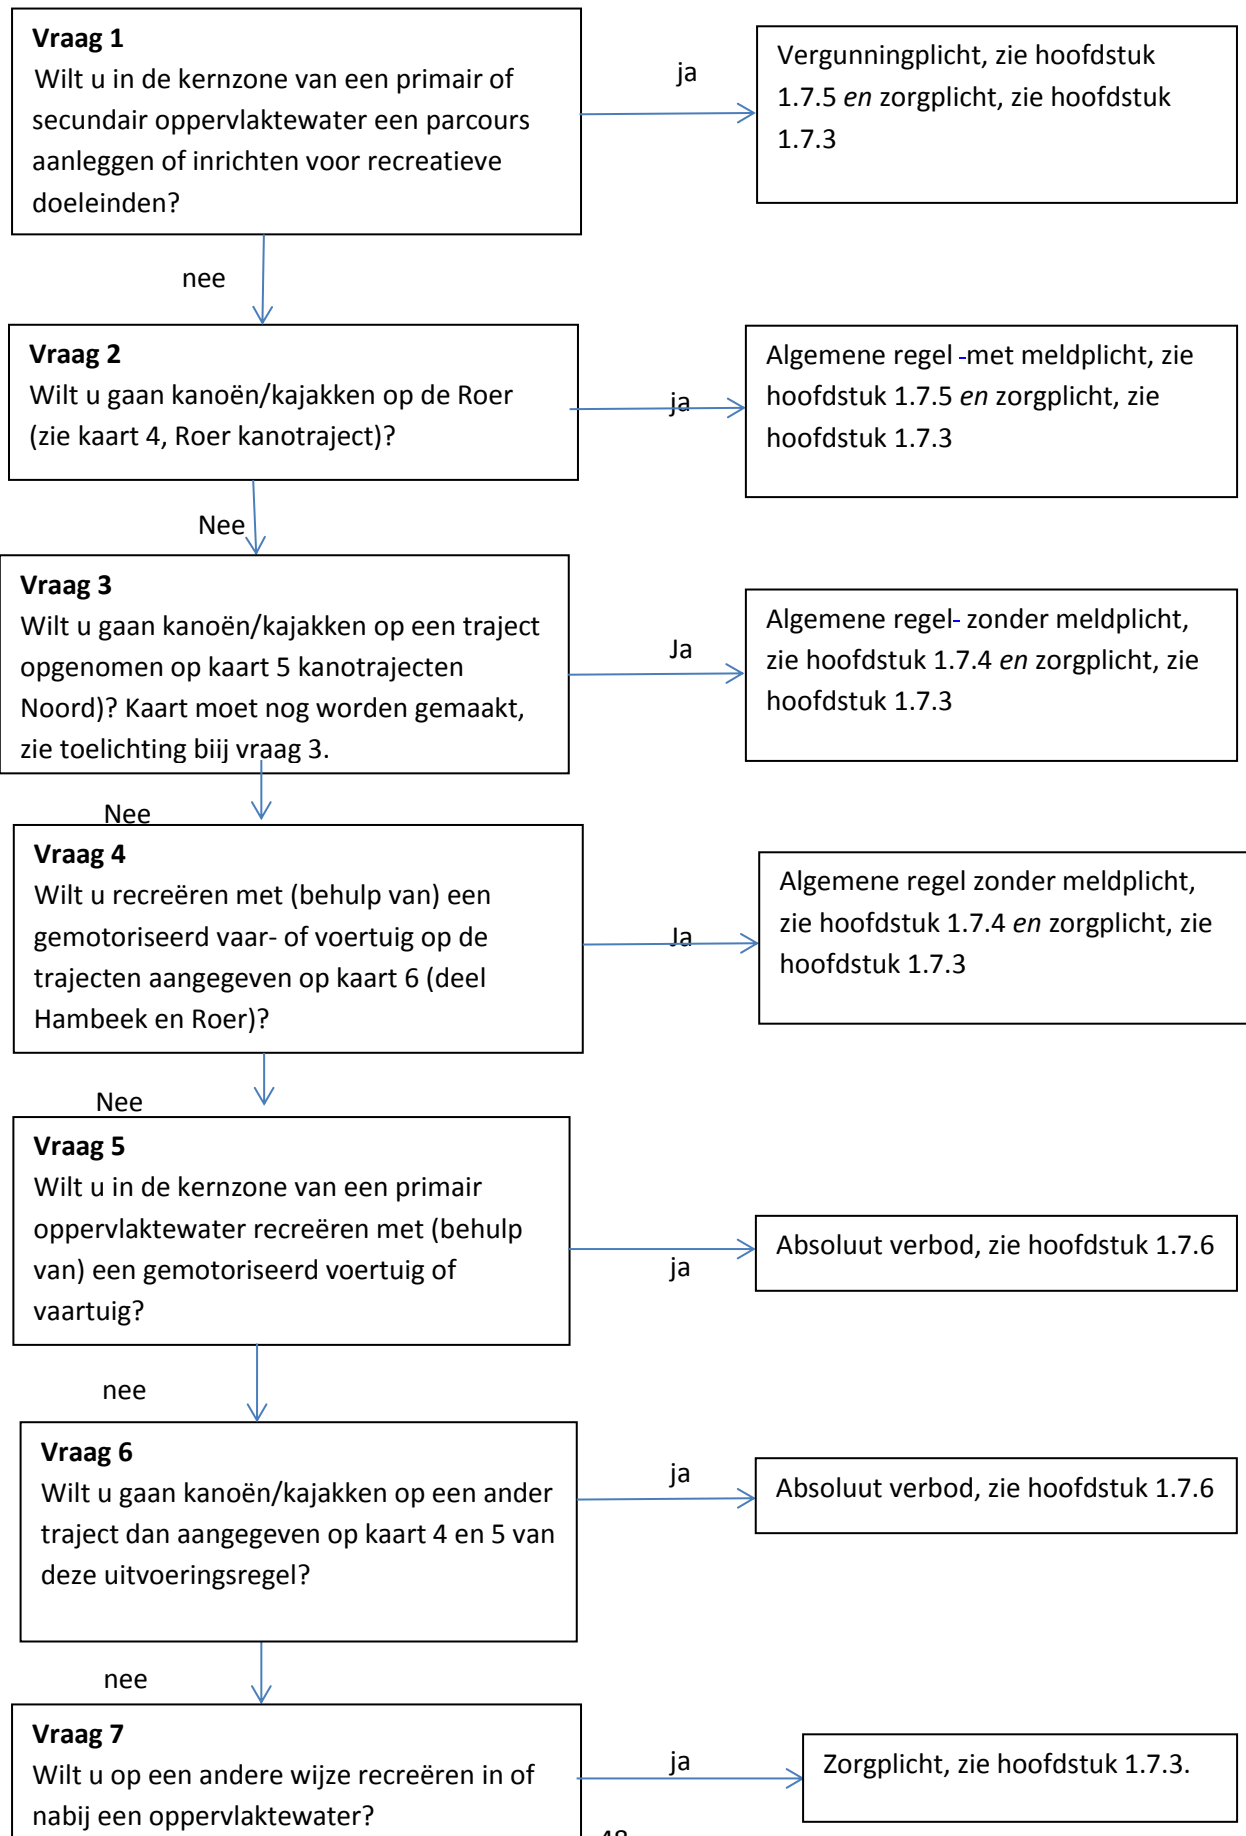 Vraag 1
Wilt u in de kernzone van een primair of
secundair oppervlaktewater een parcours
aanleggen of inrichten voor recreatieve
doeleinden?
ja
Vergunningplicht, zie hoofdstuk
1.7.5 en zorgplicht, zie hoofdstuk
1.7.3
nee
Vraag 2
Wilt u gaan kanoën/kajakken op de Roer
(zie kaart 4, Roer kanotraject)?
ja
Algemene regel -met meldplicht, zie
hoofdstuk 1.7.5 en zorgplicht, zie
hoofdstuk 1.7.3
Nee
Vraag 3
Wilt u gaan kanoën/kajakken op een traject
opgenomen op kaart 5 kanotrajecten
Noord)? Kaart moet nog worden gemaakt,
zie toelichting biij vraag 3.
Ja
Algemene regel- zonder meldplicht,
zie hoofdstuk 1.7.4 en zorgplicht, zie
hoofdstuk 1.7.3
Nee
Vraag 4
Wilt u recreëren met (behulp van) een
gemotoriseerd vaar- of voertuig op de
trajecten aangegeven op kaart 6 (deel
Hambeek en Roer)?
Ja
Algemene regel zonder meldplicht,
zie hoofdstuk 1.7.4 en zorgplicht, zie
hoofdstuk 1.7.3
Nee
Vraag 5
Wilt u in de kernzone van een primair
oppervlaktewater recreëren met (behulp
van) een gemotoriseerd voertuig of
vaartuig?
ja
Absoluut verbod, zie hoofdstuk 1.7.6
nee
Vraag 6
Wilt u gaan kanoën/kajakken op een ander
traject dan aangegeven op kaart 4 en 5 van
deze uitvoeringsregel?
ja
Absoluut verbod, zie hoofdstuk 1.7.6
nee
Vraag 7
Wilt u op een andere wijze recreëren in of
nabij een oppervlaktewater?
ja
Zorgplicht, zie hoofdstuk 1.7.3.